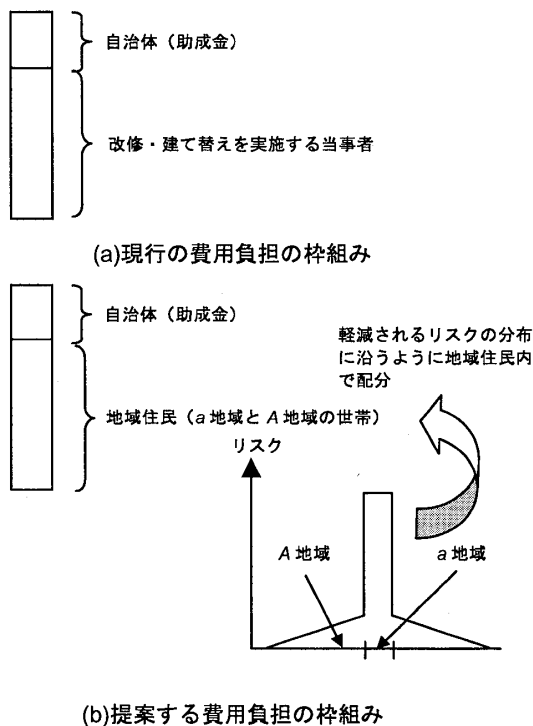 自治体（助成金）
改修・建て替えを実施する当事者
(a)現行の費用負担の枠組み
自治体（助成金）
軽減されるリスクの分布
に沿うように地域住民内
で配分
地域住民（a地域とA地域の世帯）
リスク
A 地域
a 地域
(b)提案する費用負担の枠組み